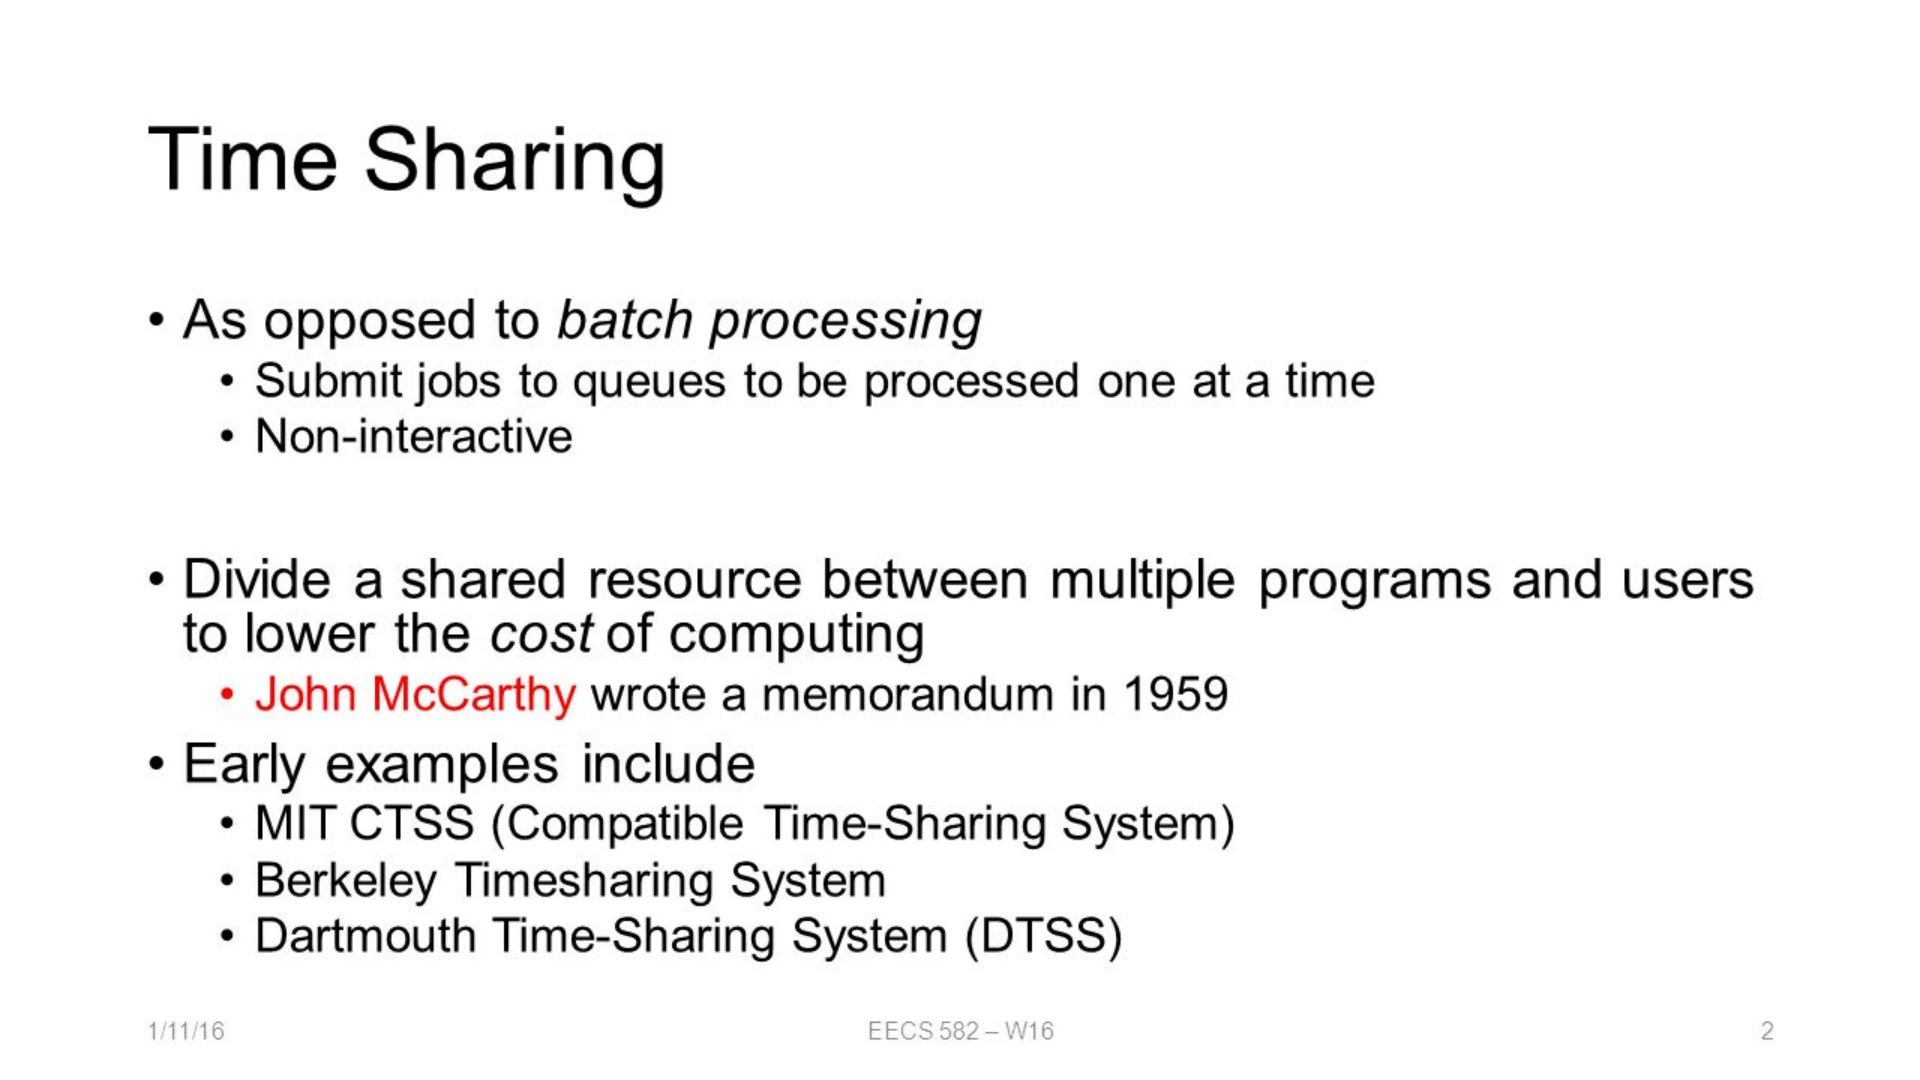 Time Sharing
• As opposed to batch processing
• Submit jobs to queues to be processed one at a time
• Non-interactive
• Divide a shared resource between multiple programs and users
to lower the cost of computing
• John McCarthy wrote a memorandum in 1959
• Early examples include
• MIT CTSS (Compatible Time-Sharing System)
• Berkeley Timesharing System
• Dartmouth Time-Sharing System (DTSS)
1/11/16 EECS 582 – W16 2